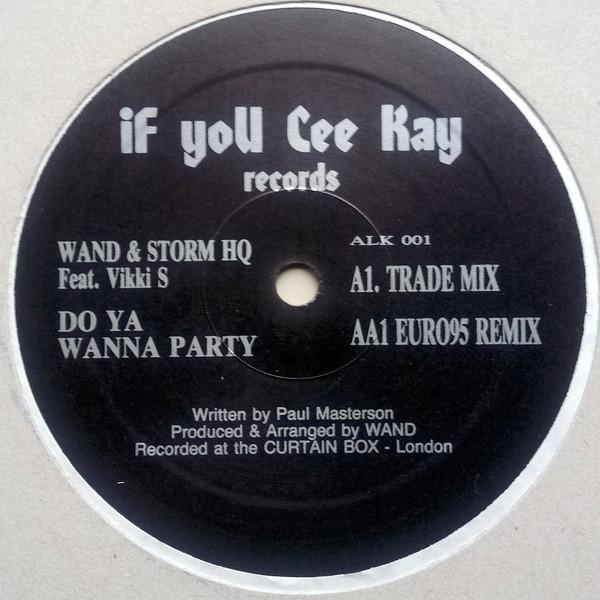 if you Cee Kay
records
WAND & STORM HQ
Feat. Vikki S
DO YA
WANNA PARTY
ALK 001
A1. TRADE MIX
AA1 EURO95 REMIX
Written by Paul Masterson
Produced & Arranged by WAND
Recorded at the CURTAIN BOX - London